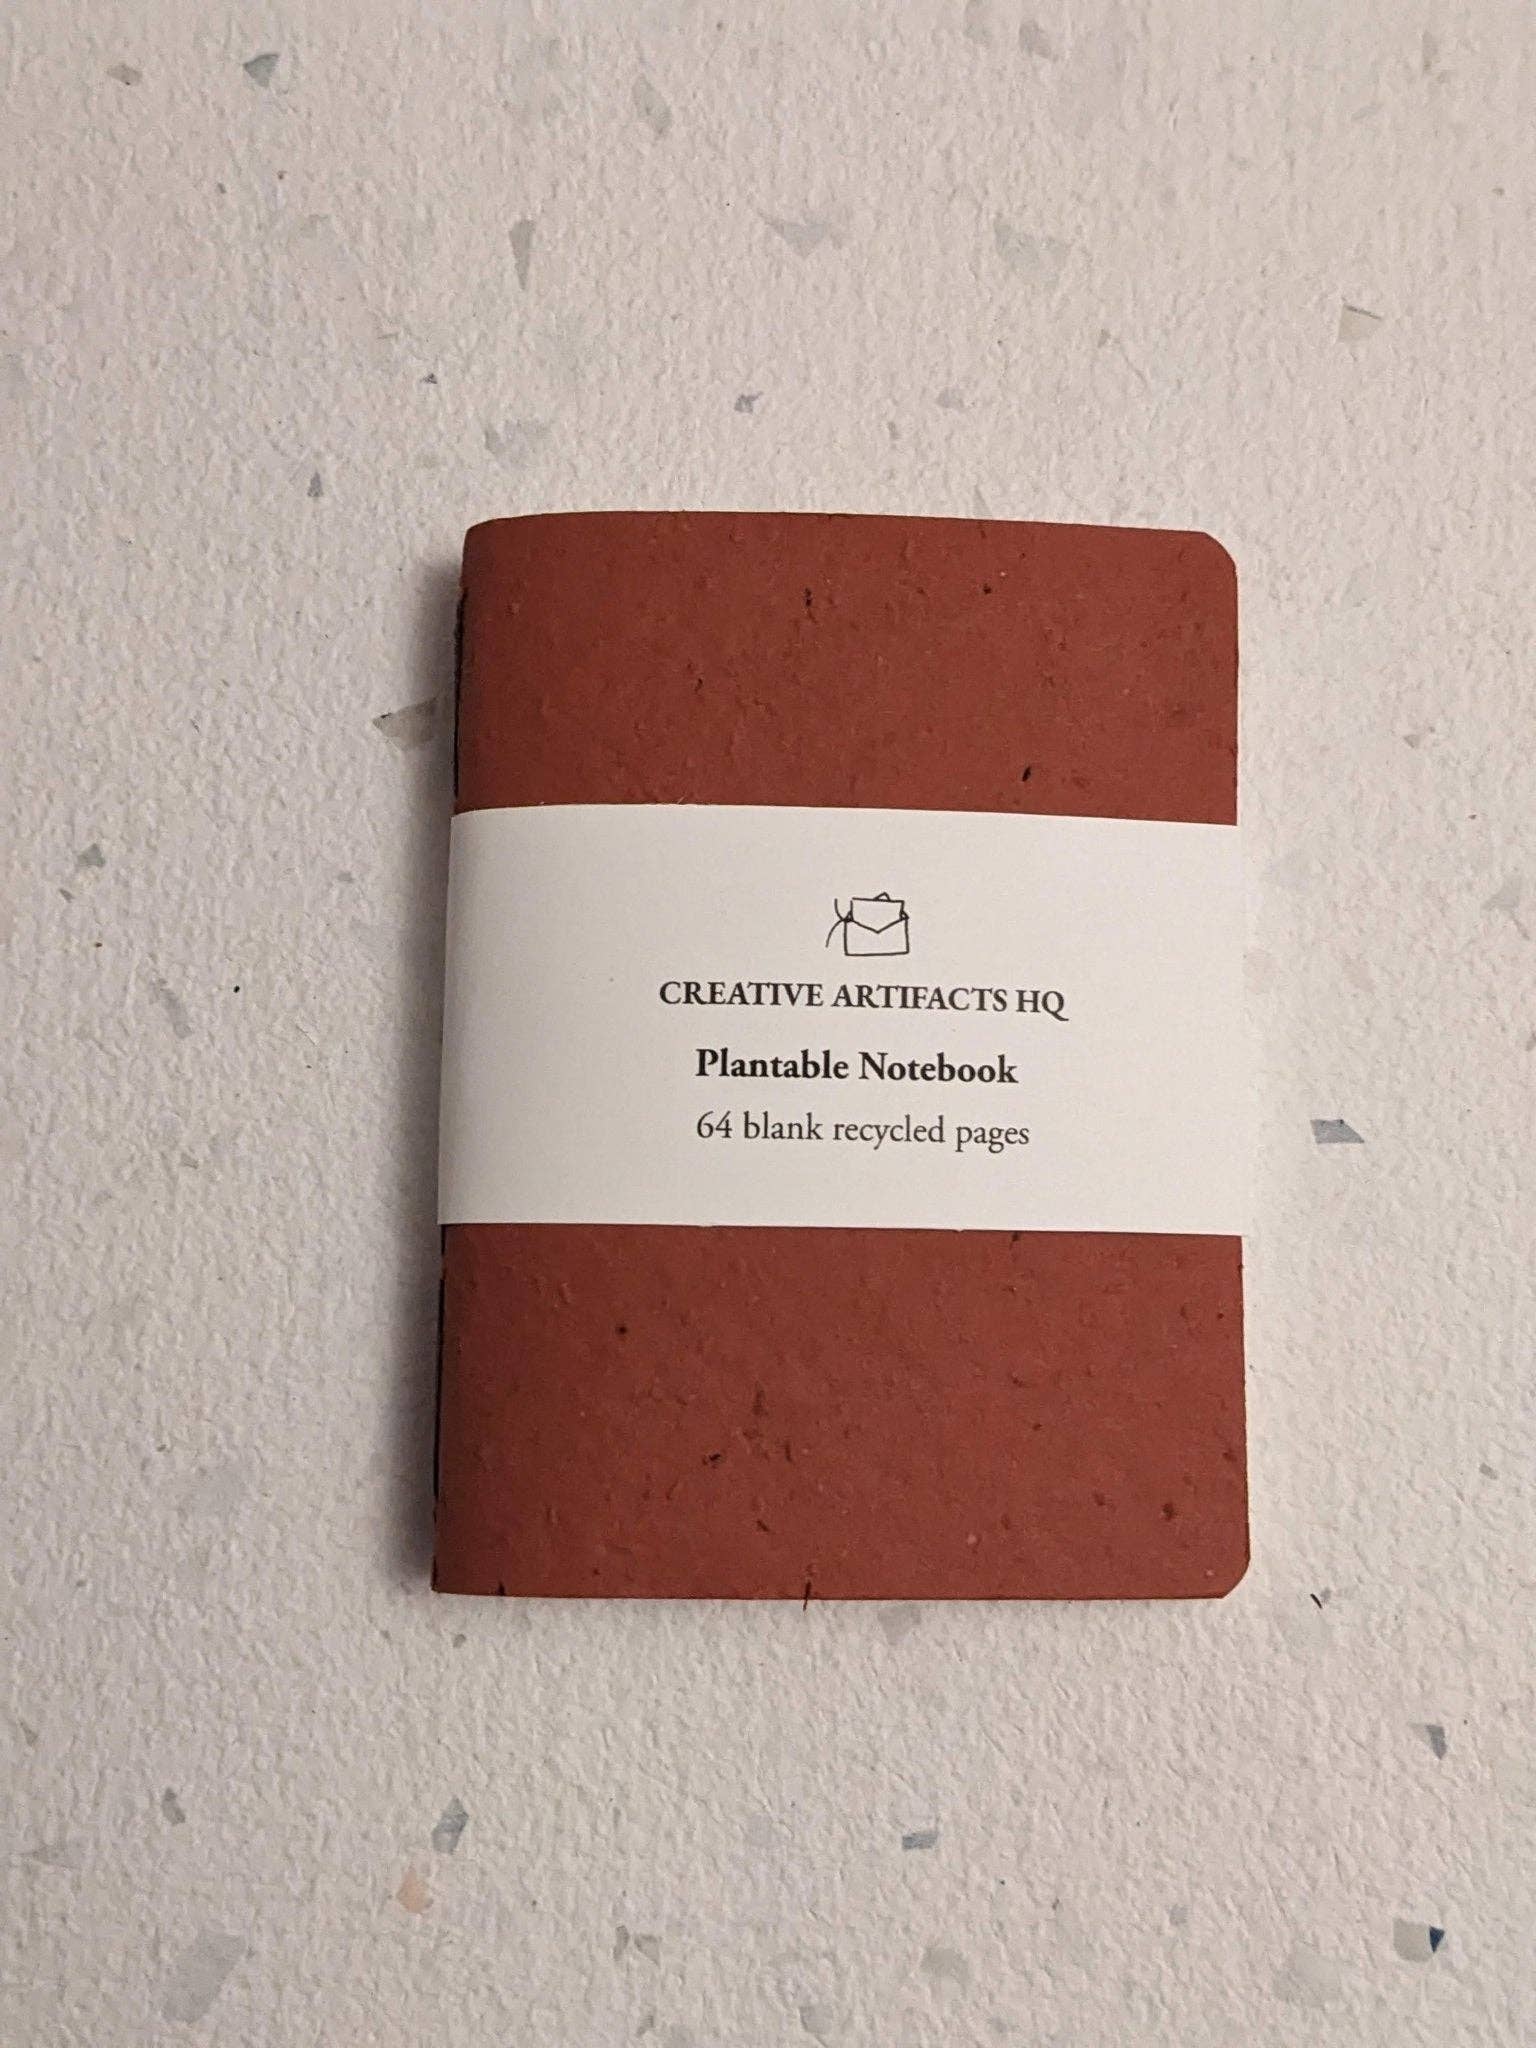 CREATIVE ARTIFACTS HQ
Plantable Notebook
64 blank recycled pages